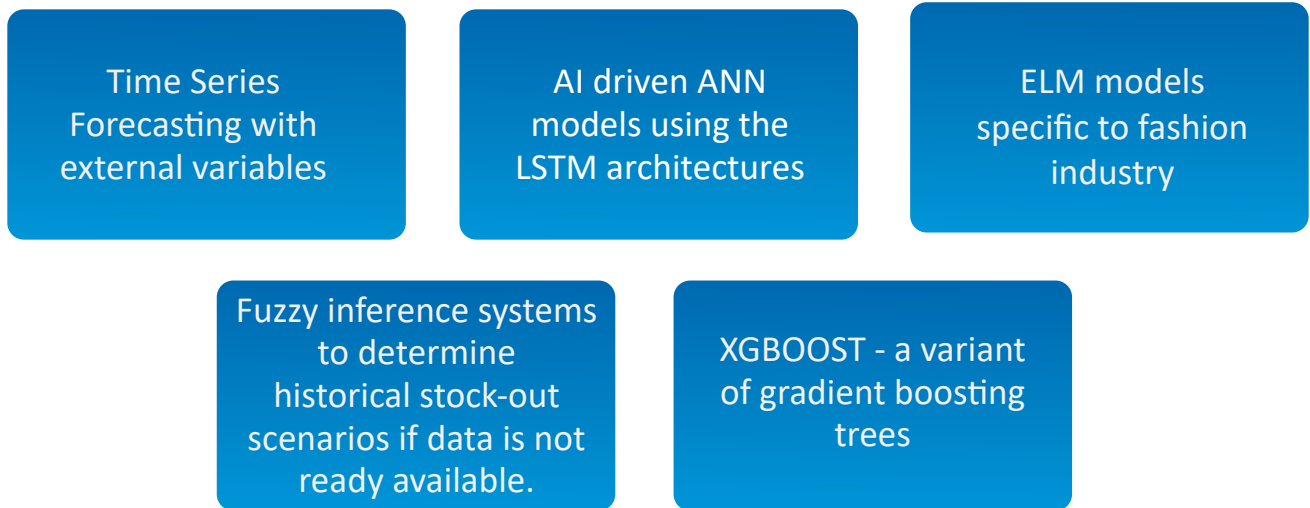 Time Series
Forecasting with
external variables
AI driven ANN
models using the
LSTM architectures
ELM models
specific to fashion
industry
Fuzzy inference systems
to determine
historical stock-out
scenarios if data is not
ready available.
XGBOOST - a variant
of gradient boosting
trees